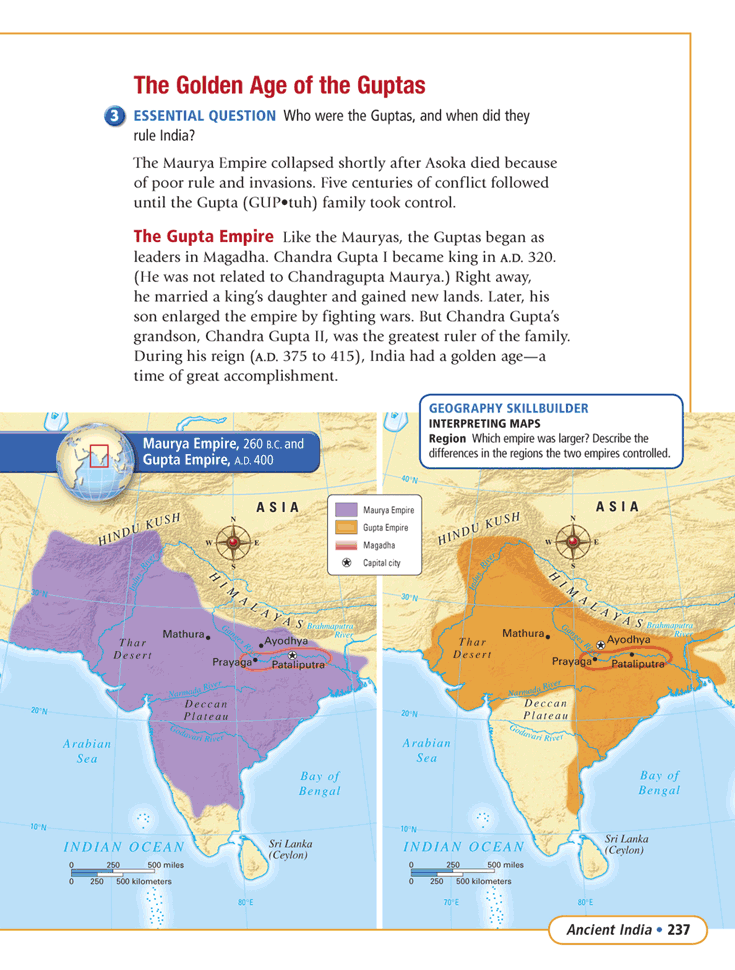 The Golden Age of the Guptas
3 ESSENTIAL QUESTION Who were the Guptas, and when did they
rule India?
The Maurya Empire collapsed shortly after Asoka died because
of poor rule and invasions. Five centuries of conflict followed
until the Gupta (GUP•tuh) family took control.
The Gupta Empire Like the Mauryas, the Guptas began as
leaders in Magadha. Chandra Gupta I became king in A.D. 320.
(He was not related to Chandragupta Maurya.) Right away,
he married a king's daughter and gained new lands. Later, his
son enlarged the empire by fighting wars. But Chandra Gupta's
grandson, Chandra Gupta II, was the greatest ruler of the family.
During his reign (A.D. 375 to 415), India had a golden age—a
time of great accomplishment.
GEOGRAPHY SKILLBUILDER
INTERPRETING MAPS
Region Which empire was larger? Describe the
differences in the regions the two empires controlled.
Maurya Empire, 260 B.C. and
Gupta Empire, A.D. 400
Maurya Empire
Gupta Empire
Magadha
Capital city
ASIA
HINDU KUSH
N
W E
S
Indus River
HIMALAYAS
30°N
Brahmaputra
River
Mathura
Ganges River
Ayodhya
Thar
Desert
Prayaga
Pataliputra
Narmada River
Deccan
Plateau
20°N
Godavari River
Arabian
Sea
Bay of
Bengal
10°N
INDIAN OCEAN
Sri Lanka
(Ceylon)
0 250 500 miles
0 250 500 kilometers
80°E
40°N
ASIA
HINDU KUSH
N
W E
S
Indus River
HIMALAYAS
30°N
Brahmaputra
River
Mathura
Ganges River
Ayodhya
Thar
Desert
Prayaga
Pataliputra
Narmada River
Deccan
Plateau
20°N
Godavari River
Arabian
Sea
Bay of
Bengal
10°N
INDIAN OCEAN
Sri Lanka
(Ceylon)
0 250 500 miles
0 250 500 kilometers
70°E
80°E
Ancient India • 237